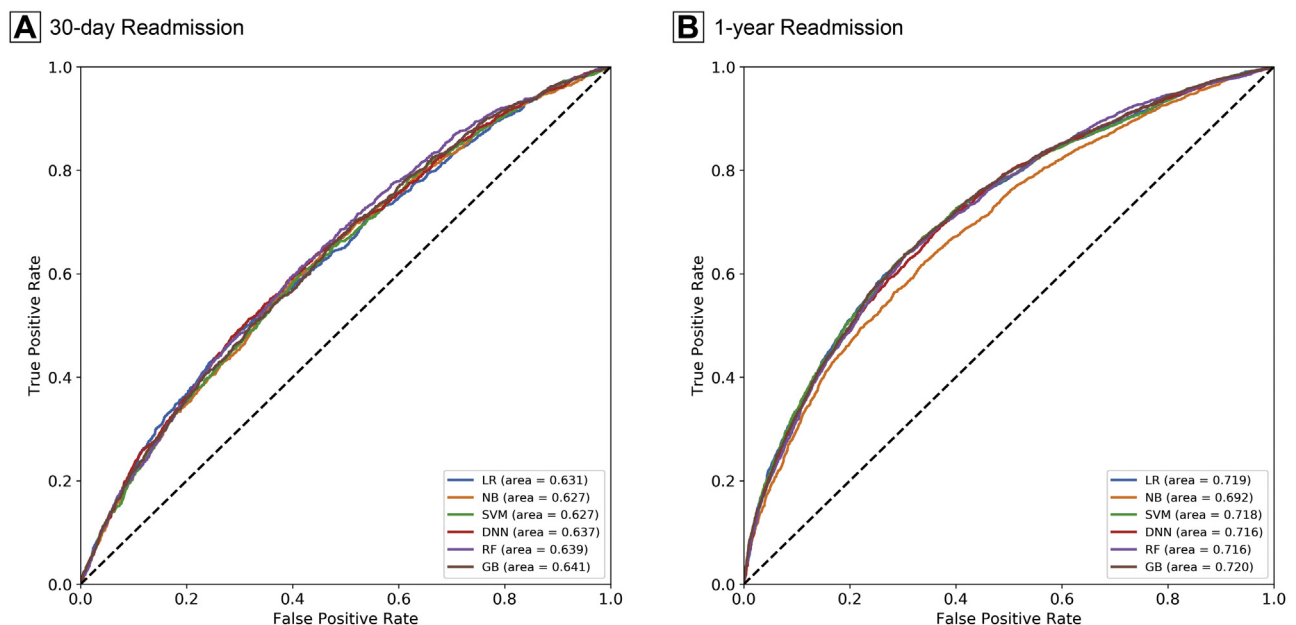 A 30-day Readmission
1.0
0.8
0.6
0.4
0.2
0.0
True Positive Rate
LR (area = 0.631)
NB (area = 0.627)
SVM (area = 0.627)
DNN (area = 0.637)
RF (area = 0.639)
GB (area = 0.641)
0.0 0.2 0.4 0.6 0.8 1.0
False Positive Rate
B 1-year Readmission
1.0
0.8
0.6
0.4
0.2
0.0
True Positive Rate
LR (area = 0.719)
NB (area = 0.692)
SVM (area = 0.718)
DNN (area = 0.716)
RF (area = 0.716)
GB (area = 0.720)
0.0 0.2 0.4 0.6 0.8 1.0
False Positive Rate